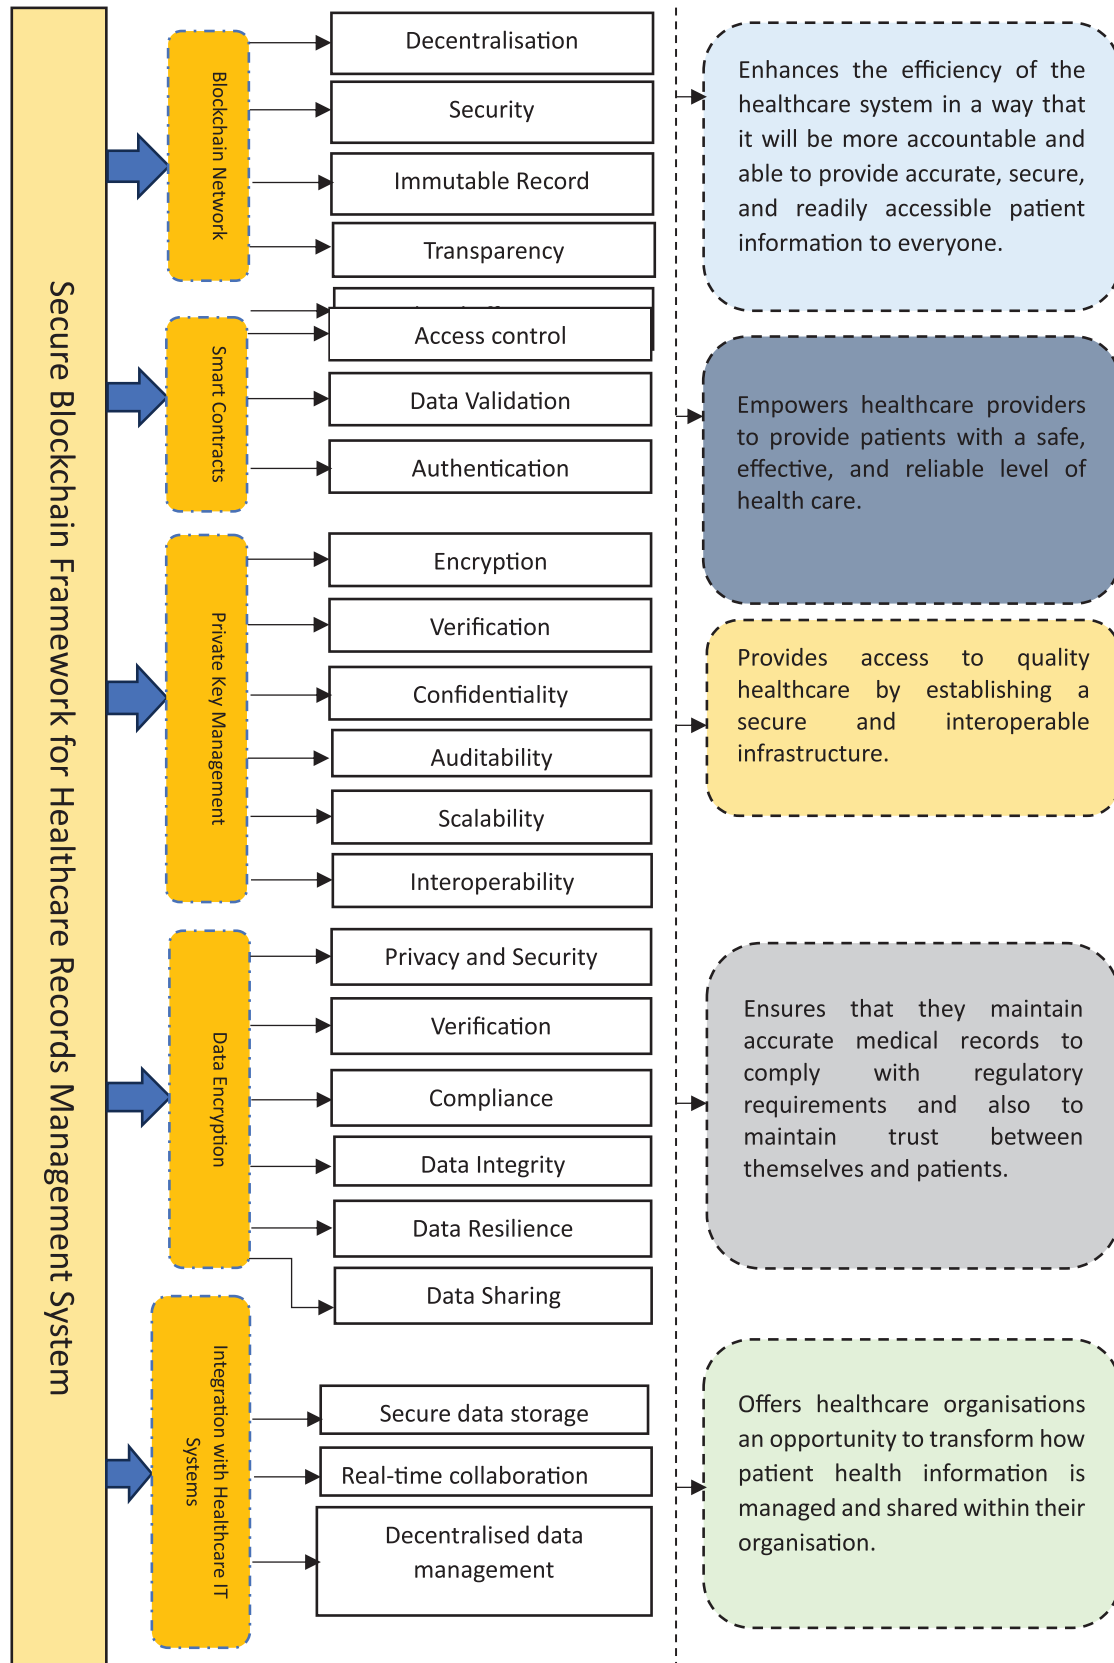 Secure Blockchain Framework for Healthcare Records Management System
Blockchain Network
Decentralisation
Security
Immutable Record
Transparency
Smart Contracts
Access control
Data Validation
Authentication
Private Key Management
Encryption
Verification
Confidentiality
Auditability
Scalability
Interoperability
Data Encryption
Privacy and Security
Verification
Compliance
Data Integrity
Data Resilience
Data Sharing
Integration with Healthcare IT
Systems
Secure data storage
Real-time collaboration
Decentralised data
management
Enhances the efficiency of the
healthcare system in a way that
it will be more accountable and
able to provide accurate, secure,
and readily accessible patient
information to everyone.
Empowers healthcare providers
to provide patients with a safe,
effective, and reliable level of
health care.
Provides access to quality
healthcare by establishing a
secure and interoperable
infrastructure.
Ensures that they maintain
accurate medical records to
comply with regulatory
requirements and also to
maintain trust between
themselves and patients.
Offers healthcare organisations
an opportunity to transform how
patient health information is
managed and shared within their
organisation.